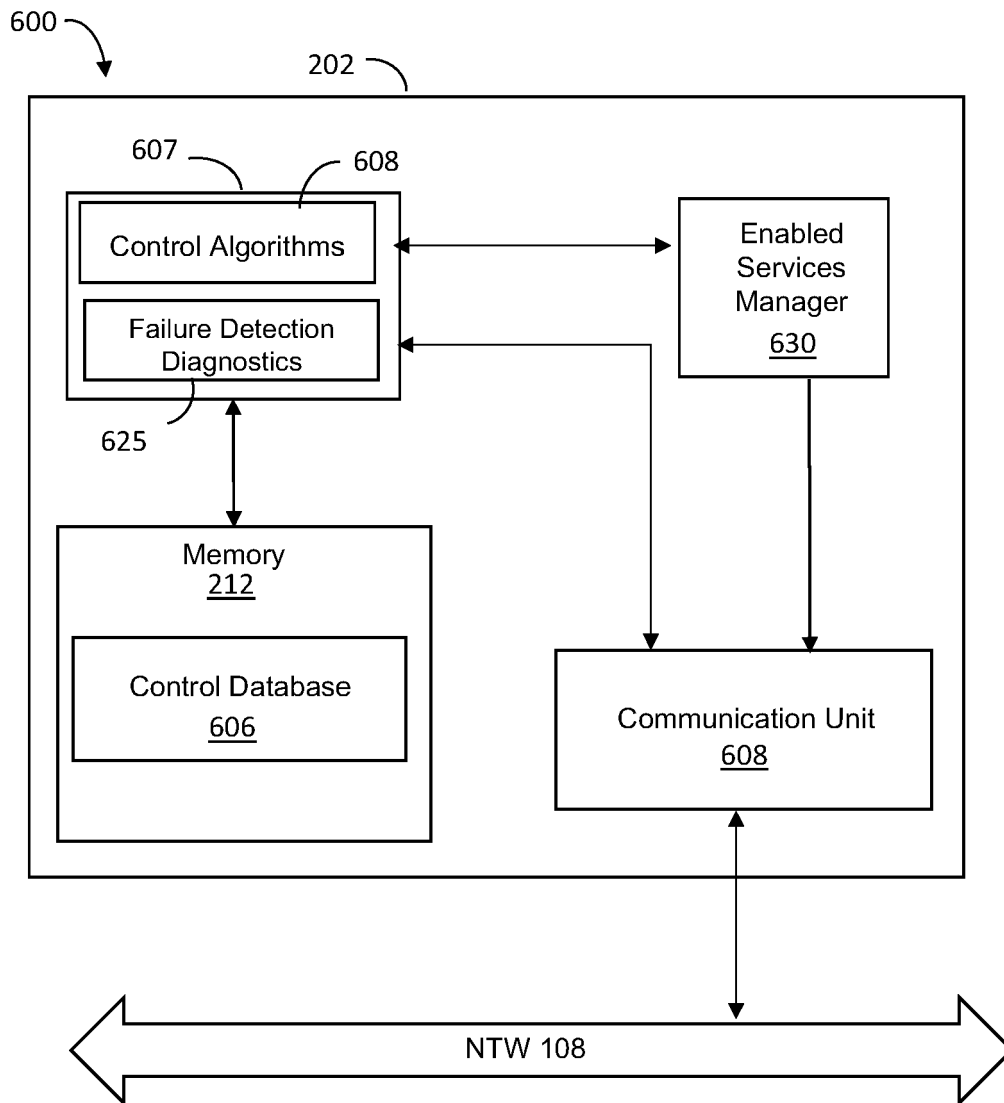 600
202
607
608
Control Algorithms
Failure Detection
Diagnostics
625
Enabled
Services
Manager
630
Memory
212
Control Database
606
Communication Unit
608
NTW 108